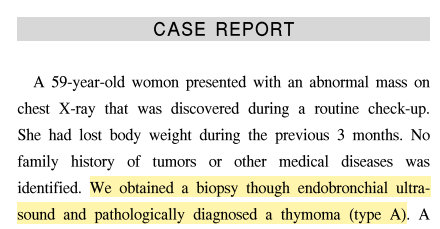 CASE REPORT
A 59-year-old woman presented with an abnormal mass on
chest X-ray that was discovered during a routine check-up.
She had lost body weight during the previous 3 months. No
family history of tumors or other medical diseases was
identified. We obtained a biopsy though endobronchial ultra-
sound and pathologically diagnosed a thymoma (type A). A